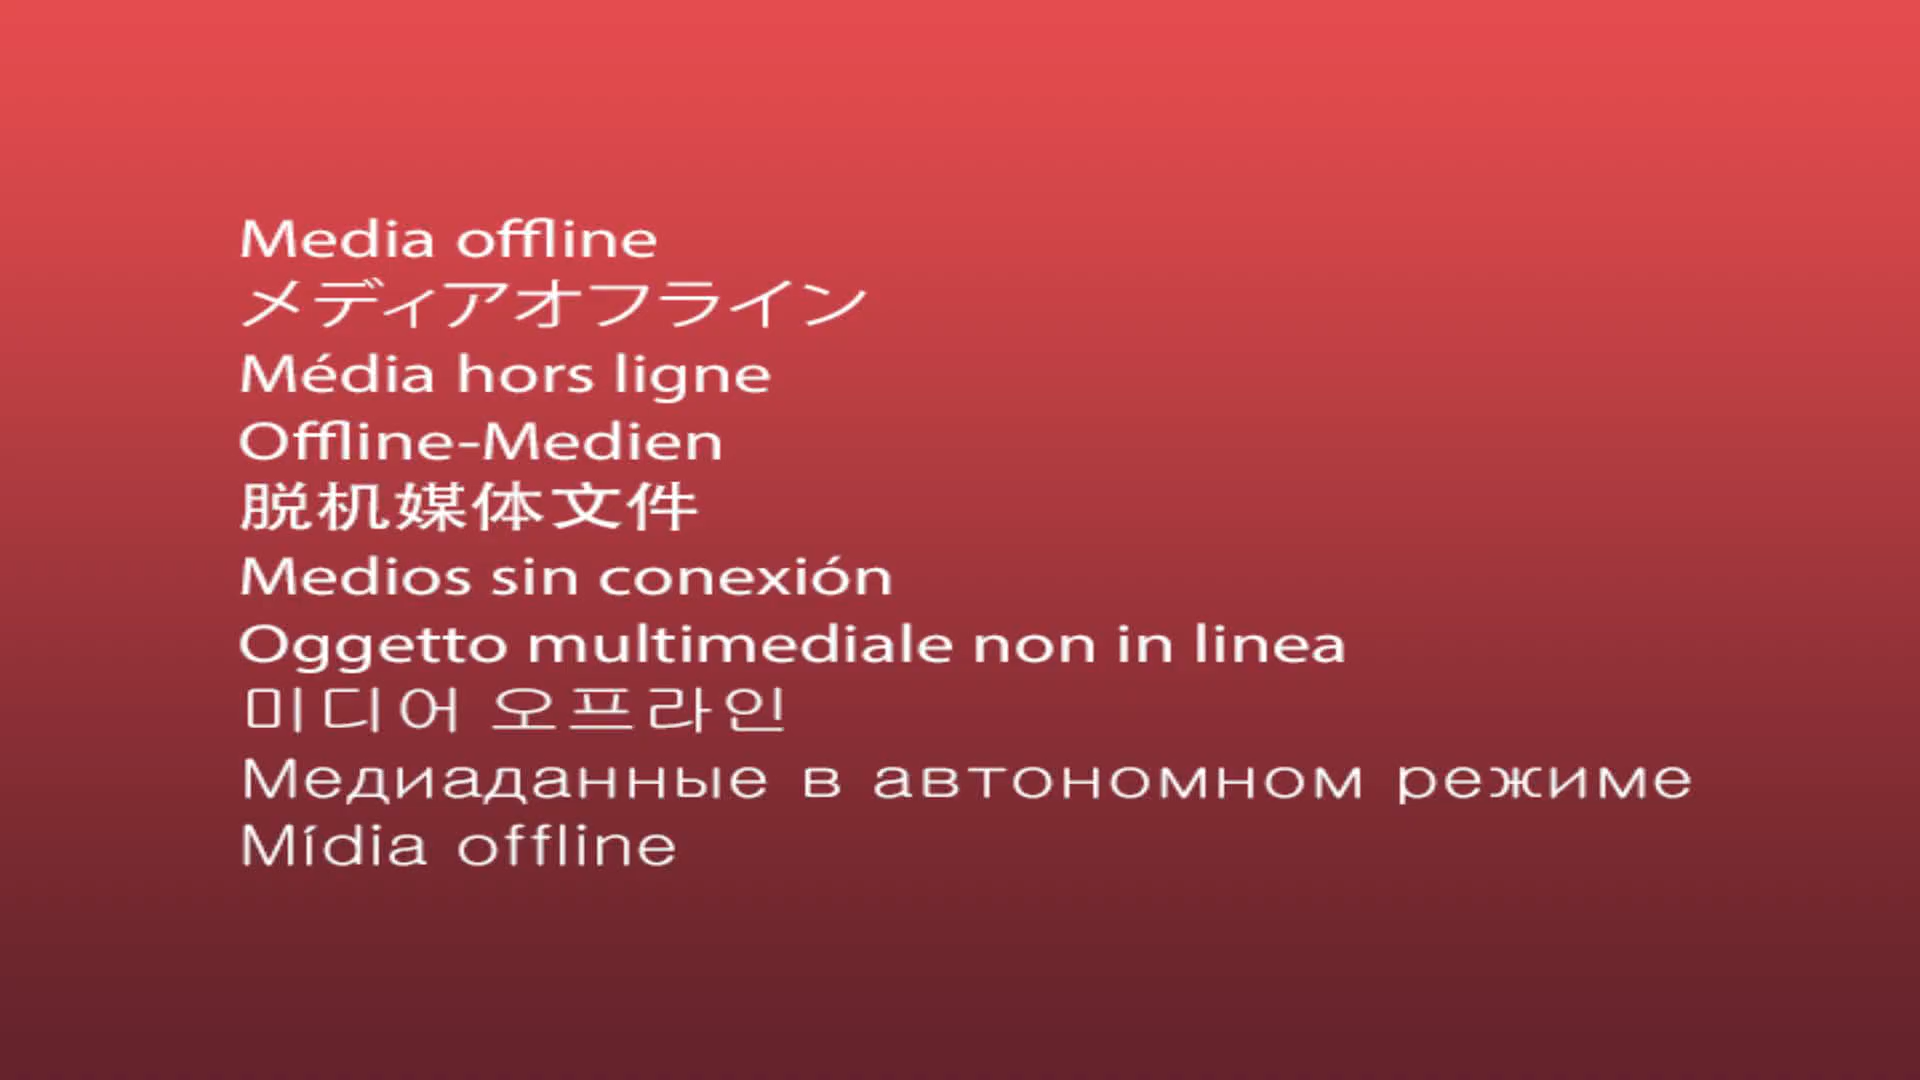 Media offline
メディアオフライン
Média hors ligne
Offline-Medien
脱机媒体文件
Medios sin conexión
Oggetto multimediale non in linea
미디어 오프라인
Медиаданные в автономном режиме
Mídia offline